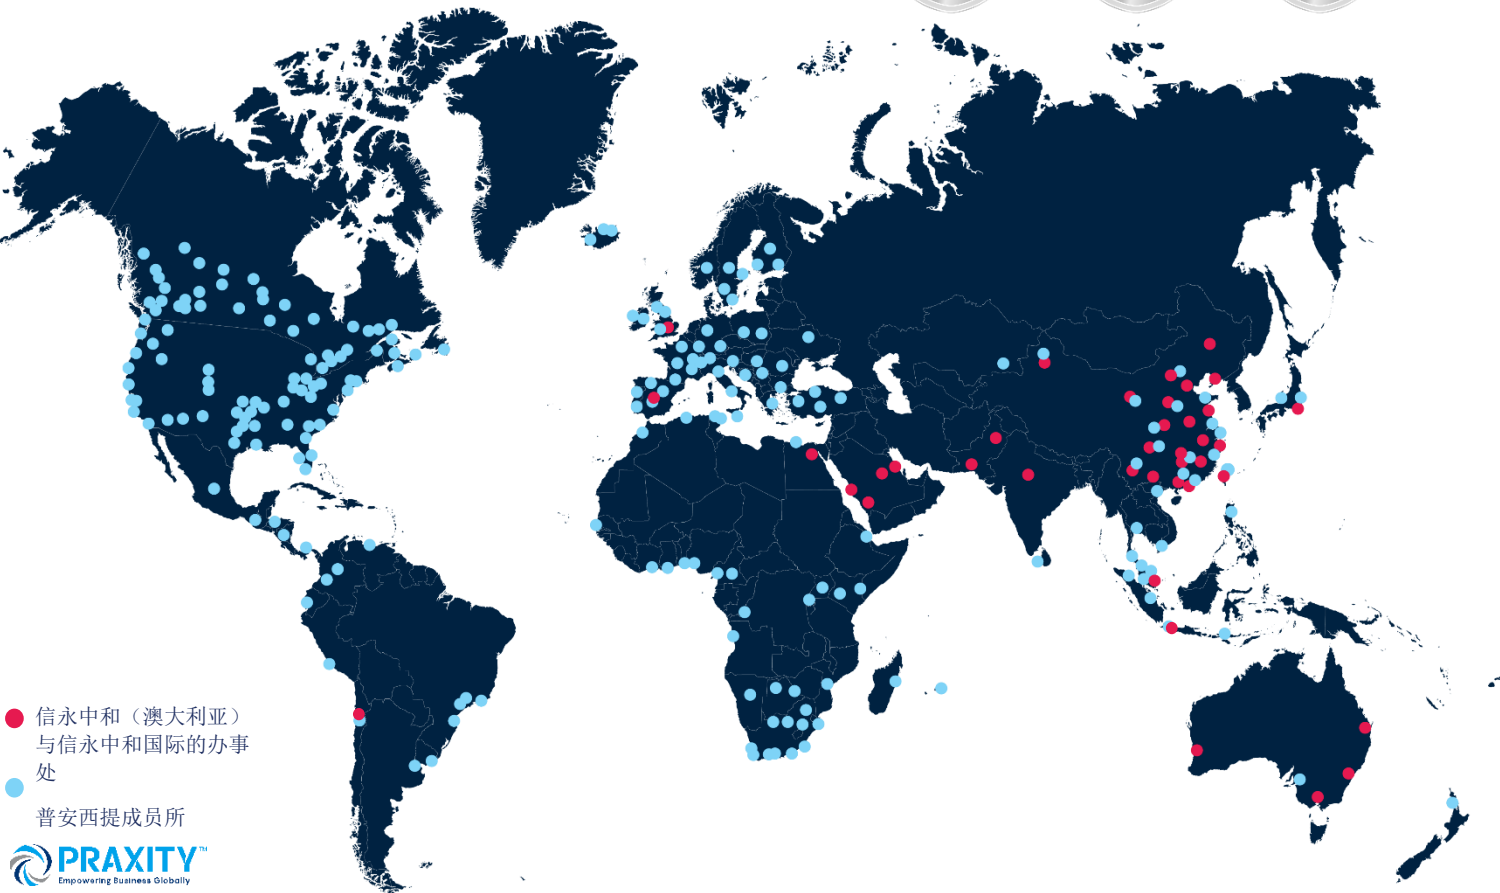 信永中和（澳大利亚）
与信永中和国际的办事
处
普安西提成员所
PRAXITY™
Empowering Business Globally